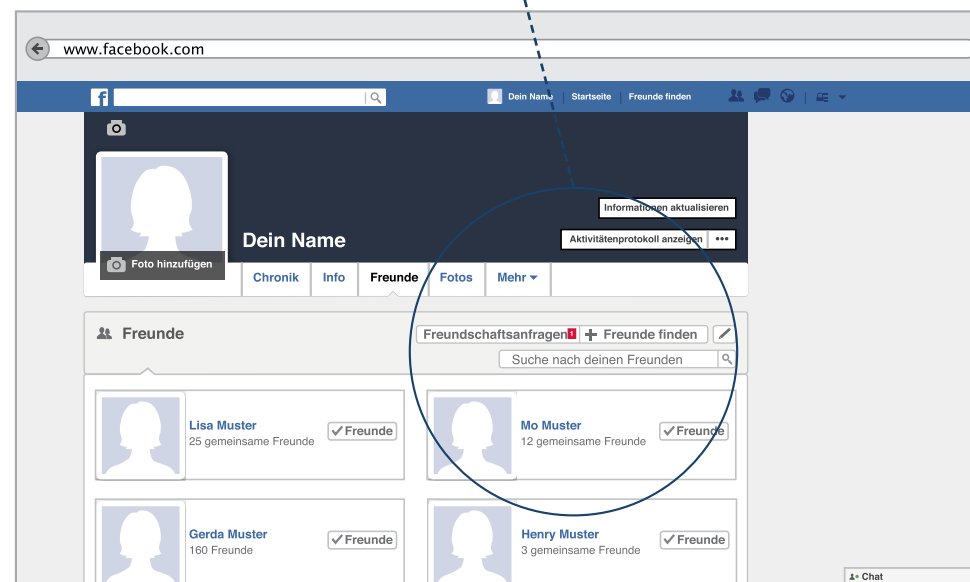 www.facebook.com
f
Dein Name Startseite Freunde finden
Informationen aktualisieren
Dein Name
Aktivitätenprotokoll anzeigen •••
Foto hinzufügen
Chronik Info Freunde Fotos Mehr
Freunde
Freundschaftsanfragen 1 + Freunde finden
Suche nach deinen Freunden
Lisa Muster
25 gemeinsame Freunde
Freunde
Mo Muster
12 gemeinsame Freunde
Freunde
Gerda Muster
160 Freunde
Freunde
Henry Muster
3 gemeinsame Freunde
Freunde
Chat